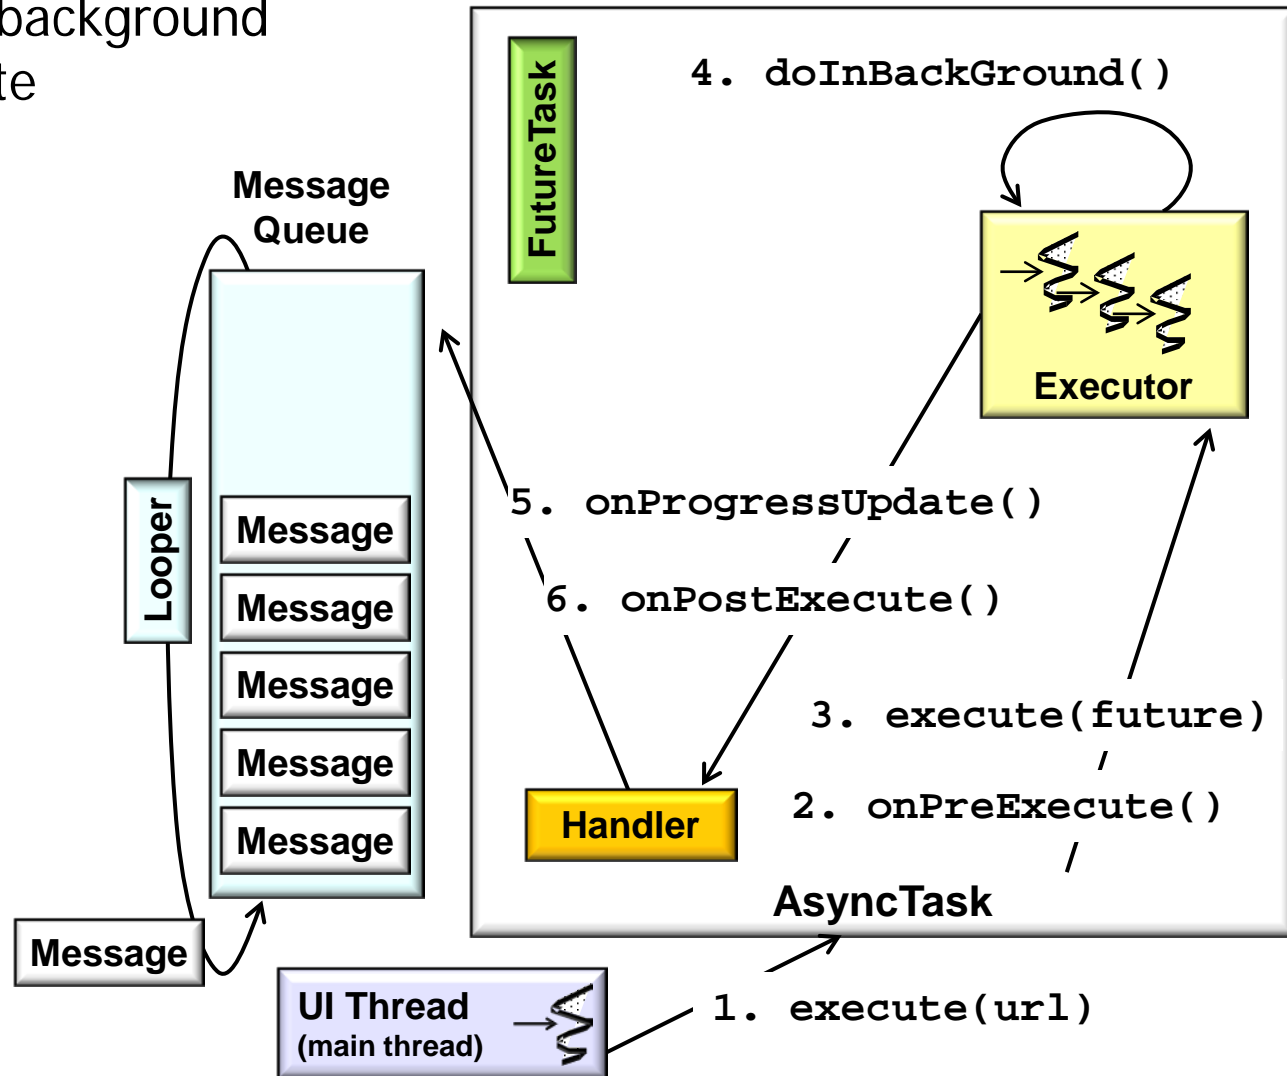 background
te
Message
Queue
FutureTask
4. doInBackGround()
Executor
Looper
Message
Message
Message
Message
Message
Message
5. onProgressUpdate()
6. onPostExecute()
3. execute(future)
2. onPreExecute()
Handler
AsyncTask
UI Thread
(main thread)
1. execute(url)